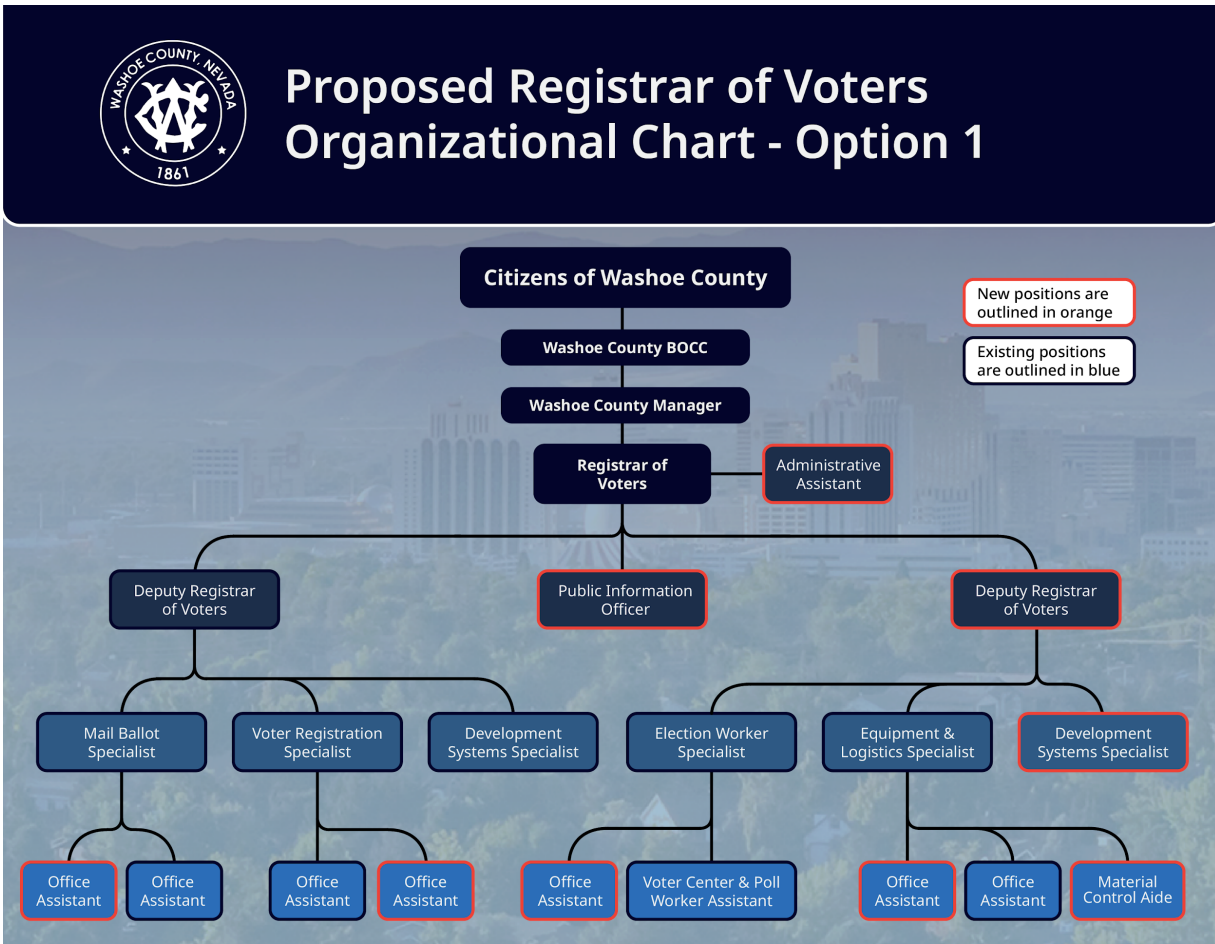 WASHOE COUNTY, NEVADA
1861
Proposed Registrar of Voters
Organizational Chart - Option 1
Citizens of Washoe County
New positions are
outlined in orange
Existing positions
are outlined in blue
Washoe County BOCC
Washoe County Manager
Registrar of
Voters
Administrative
Assistant
Deputy Registrar
of Voters
Public Information
Officer
Deputy Registrar
of Voters
Mail Ballot
Specialist
Voter Registration
Specialist
Development
Systems Specialist
Election Worker
Specialist
Equipment &
Logistics Specialist
Development
Systems Specialist
Office
Assistant
Office
Assistant
Office
Assistant
Office
Assistant
Office
Assistant
Voter Center & Poll
Worker Assistant
Office
Assistant
Office
Assistant
Material
Control Aide